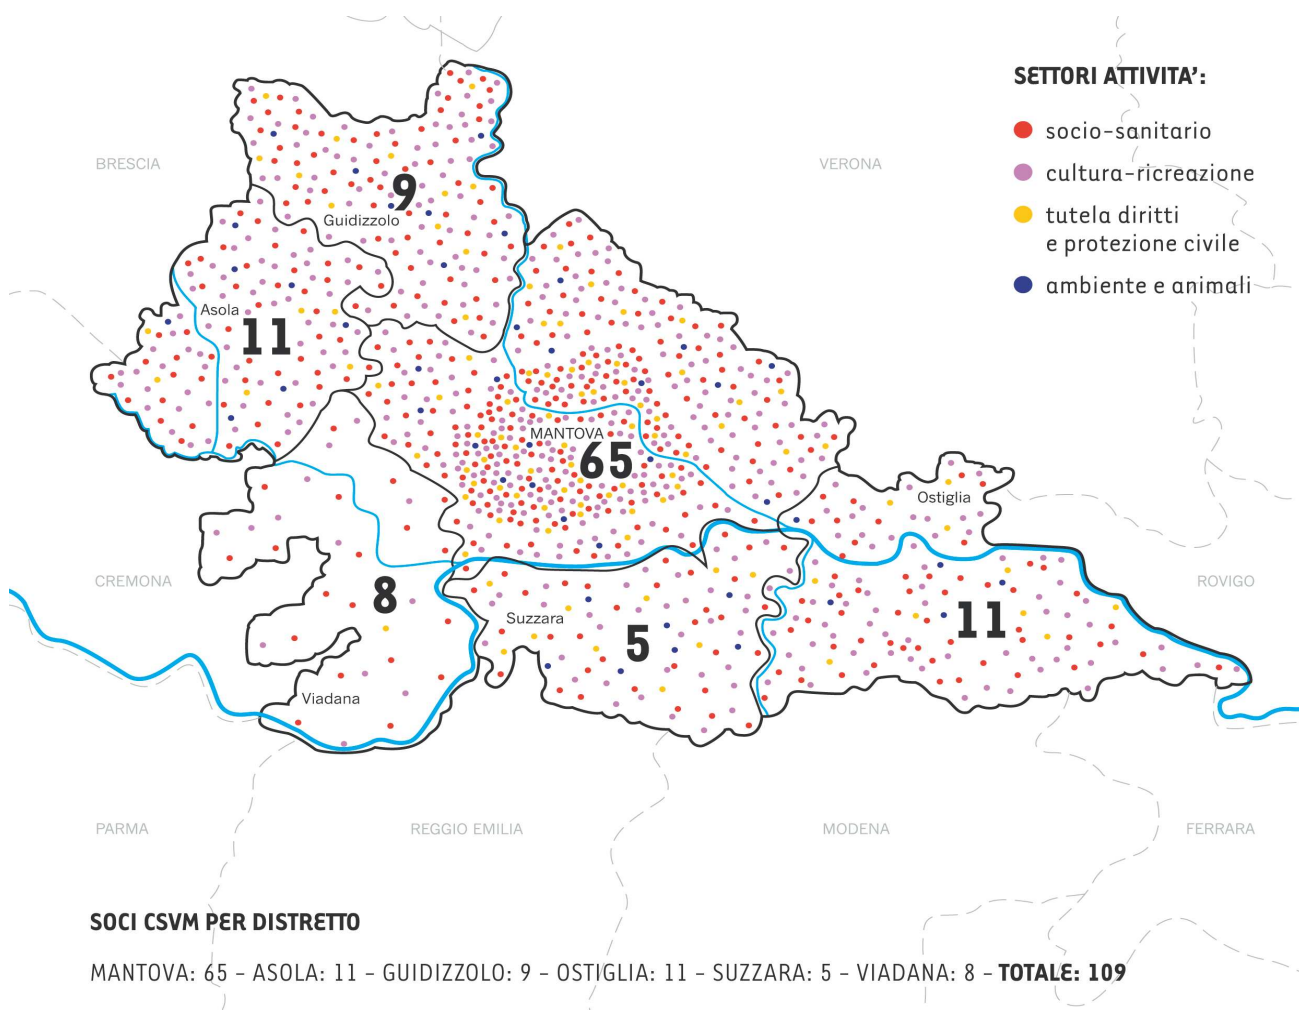 SETTORI ATTIVITA':
socio-sanitario
cultura-ricreazione
tutela diritti
e protezione civile
ambiente e animali
BRESCIA
VERONA
9
Guidizzolo
Asola
11
MANTOVA
65
Ostiglia
CREMONA
ROVIGO
8
Suzzara
5
11
Viadana
PARMA
REGGIO EMILIA
MODENA
FERRARA
SOCI CSVM PER DISTRETTO
MANTOVA: 65 – ASOLA: 11 – GUIDIZZOLO: 9 – OSTIGLIA: 11 – SUZZARA: 5 – VIADANA: 8 – TOTALE: 109